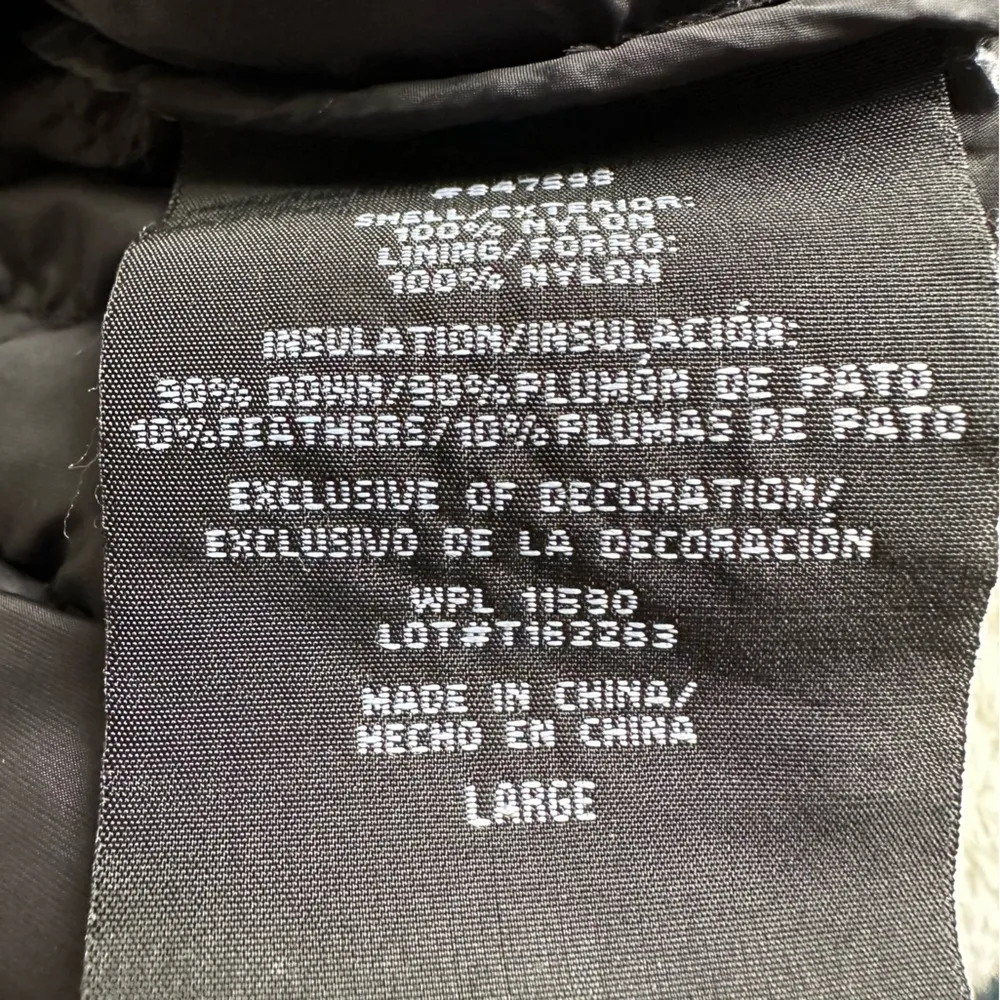 SHELL/EXTERIOR:
100% NYLON
LINING/FORRO:
100% NYLON
INSULATION/INSULACIÓN:
90% DOWN/90%PLUMÓN DE PATO
10%FEATHERS/10%PLUMAS DE PATO
EXCLUSIVE OF DECORATION/
EXCLUSIVO DE LA DECORACIÓN
WPL 11590
LOT#T162263
MADE IN CHINA/
HECHO EN CHINA
LARGE